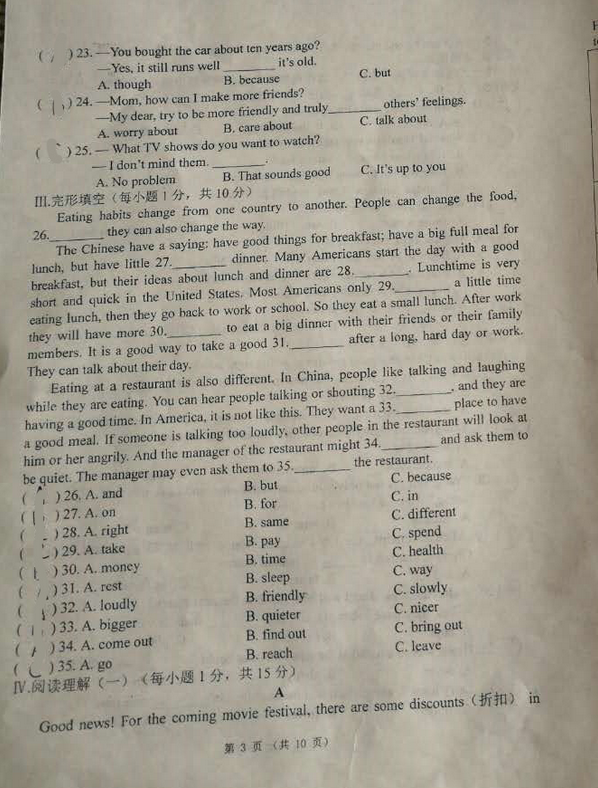 ( ) 23. —You bought the car about ten years ago?
—Yes, it still runs well ________ it's old.
A. though B. because C. but
( ) 24. —Mom, how can I make more friends?
—My dear, try to be more friendly and truly________ others' feelings.
A. worry about B. care about C. talk about
( ) 25. — What TV shows do you want to watch?
— I don't mind them. ________.
A. No problem B. That sounds good C. It's up to you
III.完形填空（每小题 1 分，共 10 分）
Eating habits change from one country to another. People can change the food,
26.________ they can also change the way.
The Chinese have a saying: have good things for breakfast; have a big full meal for
lunch, but have little 27.________ dinner. Many Americans start the day with a good
breakfast, but their ideas about lunch and dinner are 28.________. Lunchtime is very
short and quick in the United States. Most Americans only 29.________ a little time
eating lunch, then they go back to work or school. So they eat a small lunch. After work
they will have more 30.________ to eat a big dinner with their friends or their family
members. It is a good way to take a good 31.________ after a long, hard day or work.
They can talk about their day.
Eating at a restaurant is also different. In China, people like talking and laughing
while they are eating. You can hear people talking or shouting 32.________, and they are
having a good time. In America, it is not like this. They want a 33.________ place to have
a good meal. If someone is talking too loudly, other people in the restaurant will look at
him or her angrily. And the manager of the restaurant might 34.________ and ask them to
be quiet. The manager may even ask them to 35.________ the restaurant.
( ) 26. A. and B. but C. because
( ) 27. A. on B. for C. in
( ) 28. A. right B. same C. different
( ) 29. A. take B. pay C. spend
( ) 30. A. money B. time C. health
( ) 31. A. rest B. sleep C. way
( ) 32. A. loudly B. friendly C. slowly
( ) 33. A. bigger B. quieter C. nicer
( ) 34. A. come out B. find out C. bring out
( ) 35. A. go B. reach C. leave
IV.阅读理解（一）（每小题 1 分，共 15 分）
A
Good news! For the coming movie festival, there are some discounts（折扣） in
第 3 页 （共 10 页）